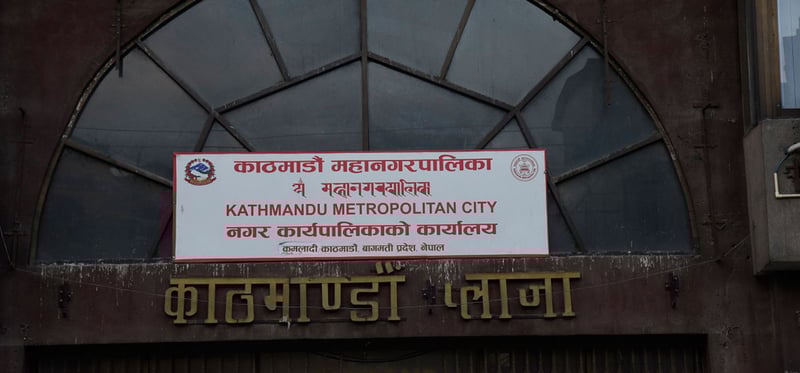 काठमाडौं महानगरपालिका
KATHMANDU METROPOLITAN CITY
नगर कार्यपालिकाको कार्यालय
कमलादी काठमाडौं, बागमती प्रदेश, नेपाल
काठमाण्डौं प्लाजा